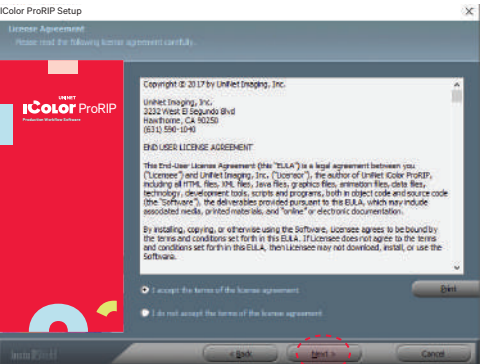 IColor ProRIP Setup
License Agreement
Please read the following license agreement carefully.
UNINET
IColor ProRIP
Production Workflow Software
Copyright © 2017 by UniNet Imaging, Inc.
UniNet Imaging, Inc.
3232 West El Segundo Blvd
Hawthorne, CA 90250
(631) 590-1040
END USER LICENSE AGREEMENT
This End-User License Agreement (this "EULA") is a legal agreement between you
("Licensee") and UniNet Imaging, Inc. ("Licensor"), the author of UniNet IColor ProRIP,
including all HTML files, XML files, Java files, graphics files, animation files, data files,
technology, development tools, scripts and programs, both in object code and source code
(the "Software"), the deliverables provided pursuant to this EULA, which may include
associated media, printed materials, and "online" or electronic documentation.
By installing, copying, or otherwise using the Software, Licensee agrees to be bound by
the terms and conditions set forth in this EULA. If Licensee does not agree to the terms
and conditions set forth in this EULA, then Licensee may not download, install, or use the
Software.
I accept the terms of the license agreement
Print
I do not accept the terms of the license agreement
InstallShield
< Back
Next >
Cancel